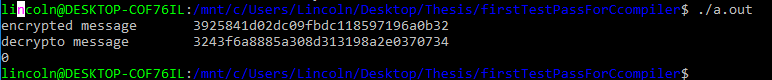 lincoln@DESKTOP-COF76IL:/mnt/c/Users/Lincoln/Desktop/Thesis/firstTestPassForCcompiler$ ./a.out
encrypted message 3925841d02dc09fbdc118597196a0b32
decrypto message 3243f6a8885a308d313198a2e0370734
0
lincoln@DESKTOP-COF76IL:/mnt/c/Users/Lincoln/Desktop/Thesis/firstTestPassForCcompiler$